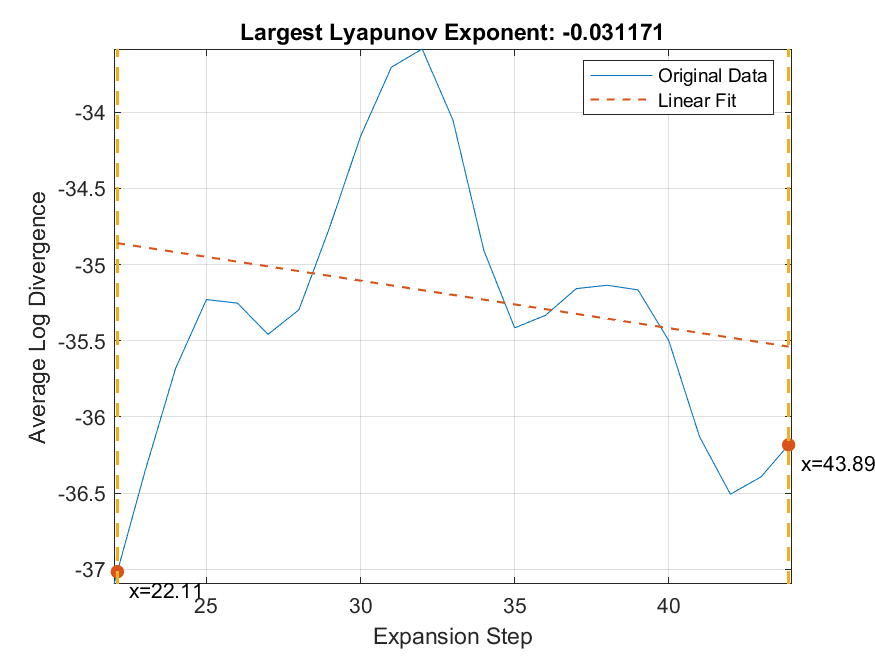 Largest Lyapunov Exponent: -0.031171
Original Data
Linear Fit
-34
-34.5
-35
-35.5
-36
-36.5
-37
Average Log Divergence
x=43.89
x=22.11
25
30
35
40
Expansion Step